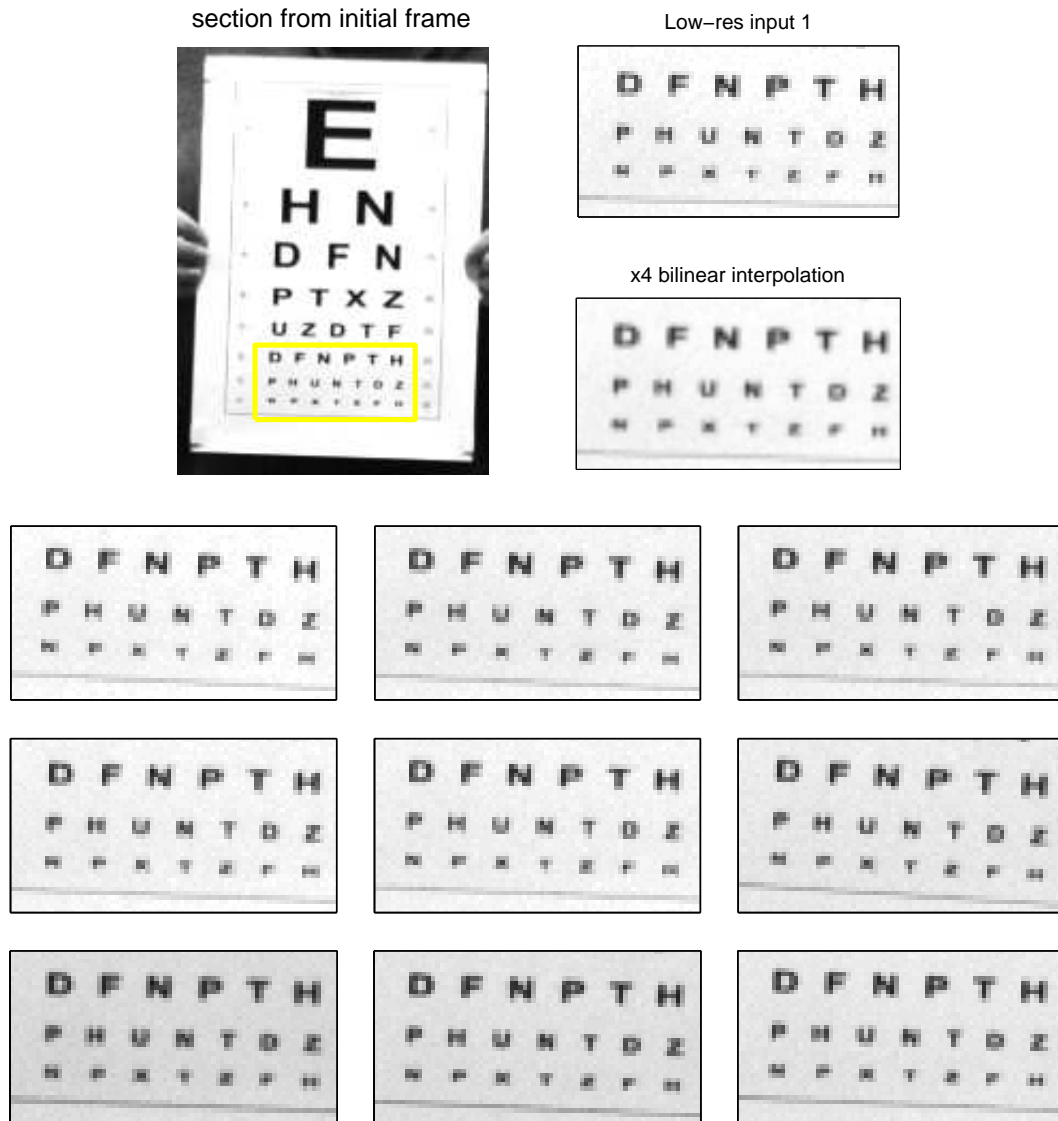 section from initial frame
E
H N
D F N
P T X Z
U Z D T F
D F N P T H
P H U N T D Z
N P X T Z F H
Low–res input 1
D F N P T H
P H U N T D Z
N P X T Z F H
x4 bilinear interpolation
D F N P T H
P H U N T D Z
N P X T Z F H
D F N P T H
P H U N T D Z
N P X T Z F H
D F N P T H
P H U N T D Z
N P X T Z F H
D F N P T H
P H U N T D Z
N P X T Z F H
D F N P T H
P H U N T D Z
N P X T Z F H
D F N P T H
P H U N T D Z
N P X T Z F H
D F N P T H
P H U N T D Z
N P X T Z F H
D F N P T H
P H U N T D Z
N P X T Z F H
D F N P T H
P H U N T D Z
N P X T Z F H
D F N P T H
P H U N T D Z
N P X T Z F H